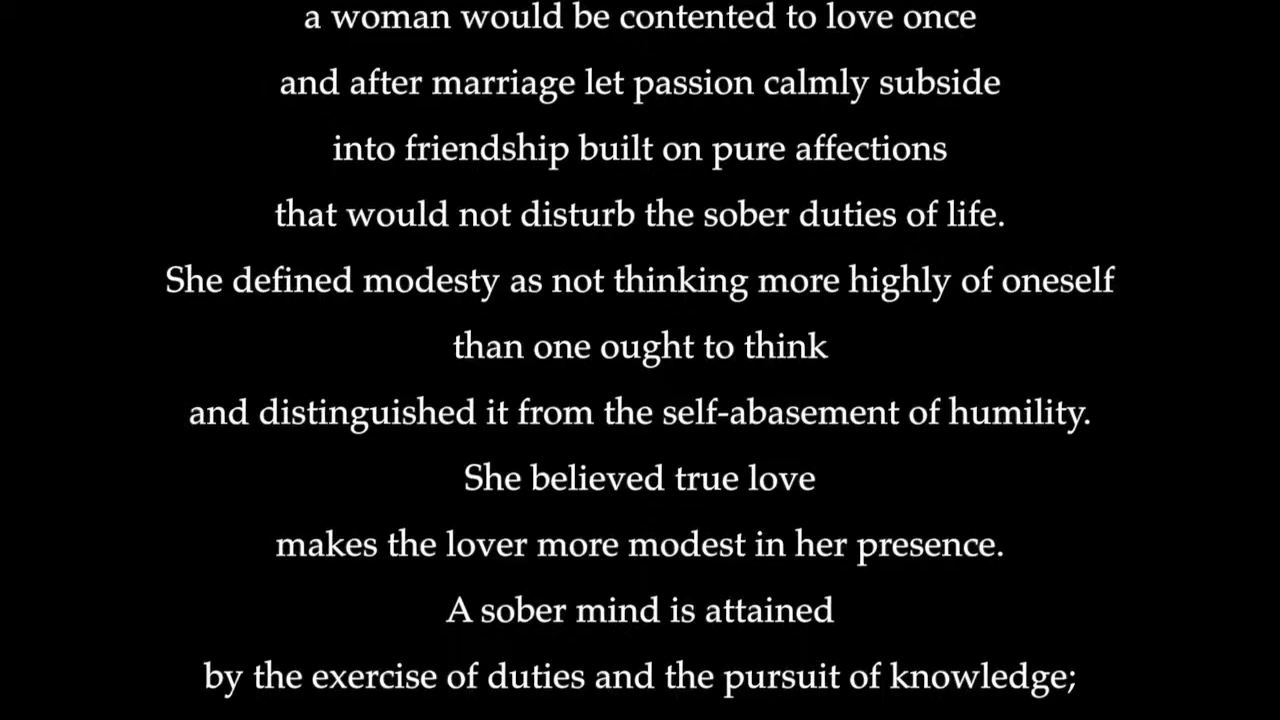 a woman would be contented to love once
and after marriage let passion calmly subside
into friendship built on pure affections
that would not disturb the sober duties of life.
She defined modesty as not thinking more highly of oneself
than one ought to think
and distinguished it from the self-abasement of humility.
She believed true love
makes the lover more modest in her presence.
A sober mind is attained
by the exercise of duties and the pursuit of knowledge;